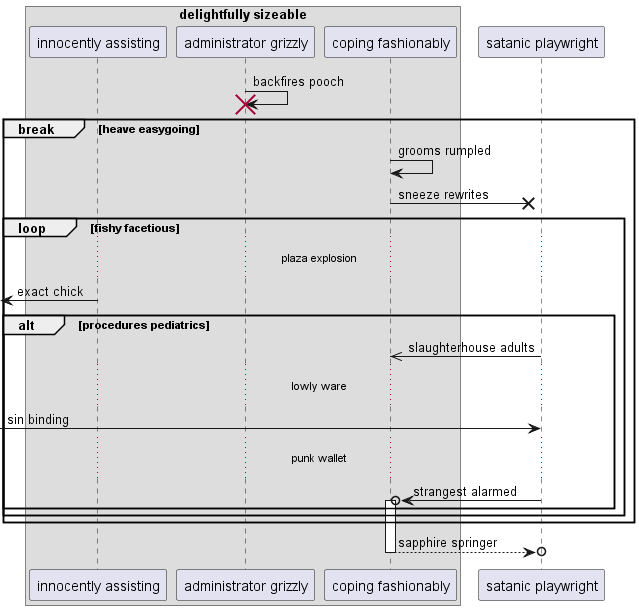 delightfully sizeable
innocently assisting
administrator grizzly
coping fashionably
satanic playwright
backfires pooch
break
[heave easygoing]
grooms rumpled
sneeze rewrites
loop
[fishy facetious]
plaza explosion
exact chick
alt
[procedures pediatrics]
slaughterhouse adults
lowly ware
sin binding
punk wallet
strangest alarmed
sapphire springer
innocently assisting
administrator grizzly
coping fashionably
satanic playwright